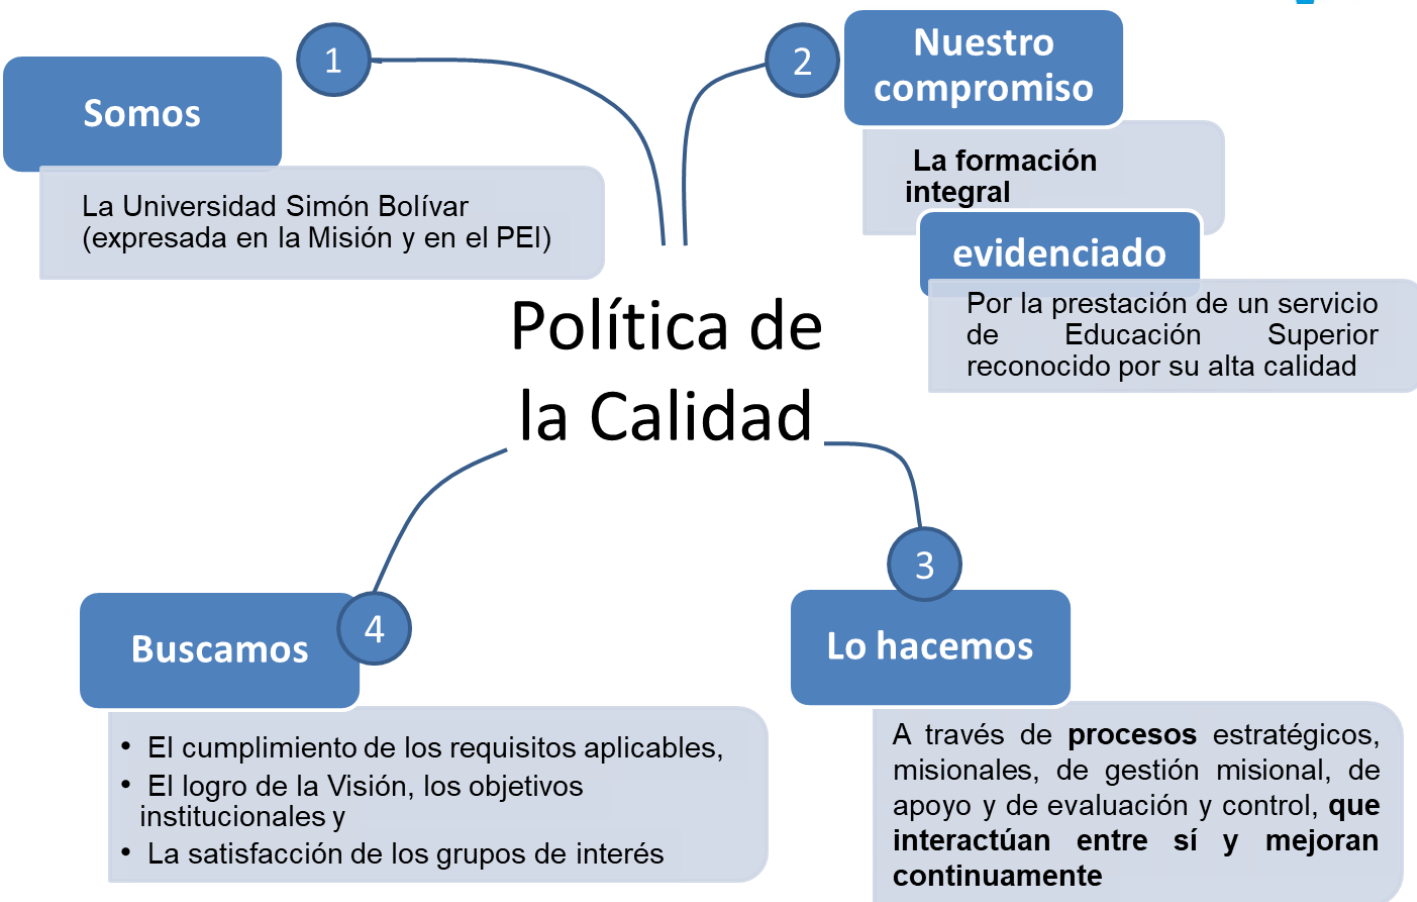 1
Somos
La Universidad Simón Bolívar
(expresada en la Misión y en el PEI)
2
Nuestro
compromiso
La formación
integral
evidenciado
Por la prestación de un servicio
de Educación Superior
reconocido por su alta calidad
Política de
la Calidad
3
Lo hacemos
A través de procesos estratégicos,
misionales, de gestión misional, de
apoyo y de evaluación y control, que
interactúan entre sí y mejoran
continuamente
4
Buscamos
• El cumplimiento de los requisitos aplicables,
• El logro de la Visión, los objetivos
institucionales y
• La satisfacción de los grupos de interés